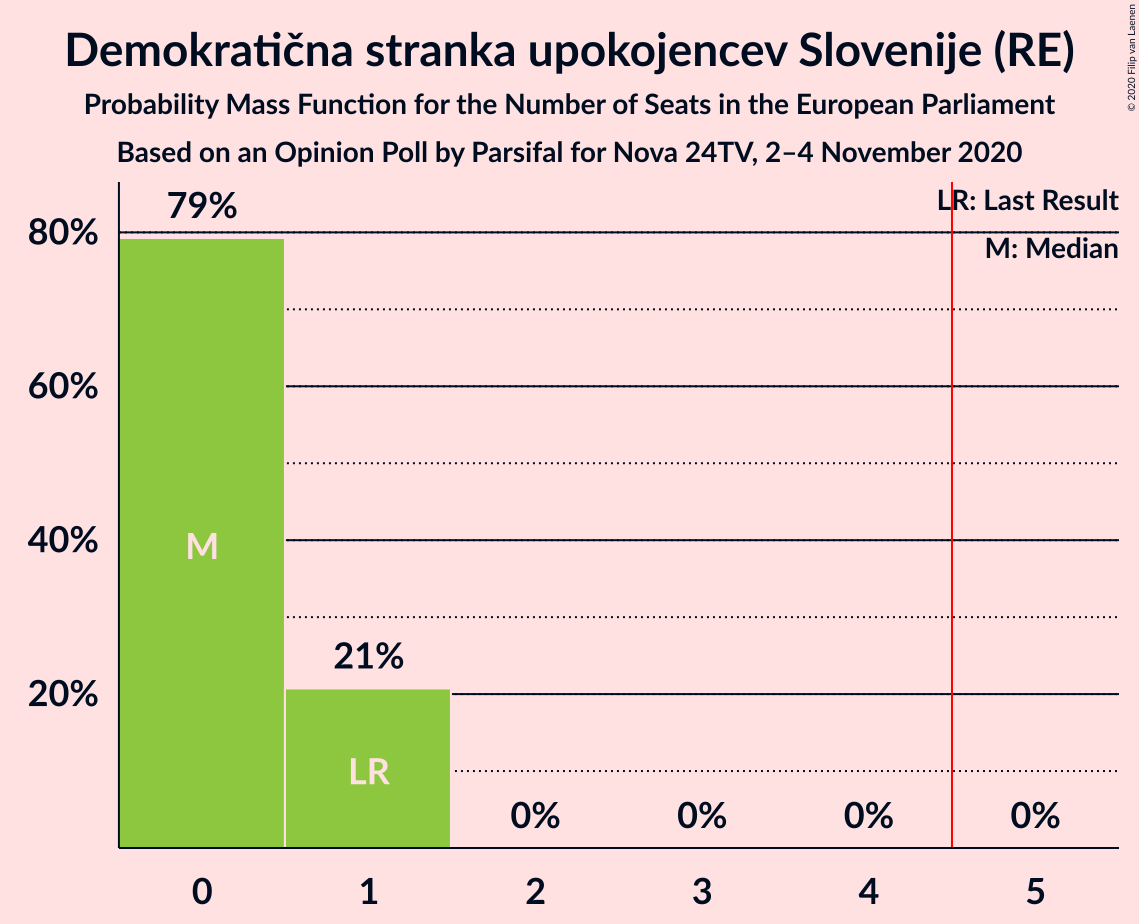 Demokratična stranka upokojencev Slovenije (RE)
Probability Mass Function for the Number of Seats in the European Parliament
Based on an Opinion Poll by Parsifal for Nova 24TV, 2–4 November 2020
© 2020 Filip van Laenen
LR: Last Result
M: Median
79%
80%
60%
40%
M
21%
20%
LR
0% 0% 0% 0%
0 1 2 3 4 5